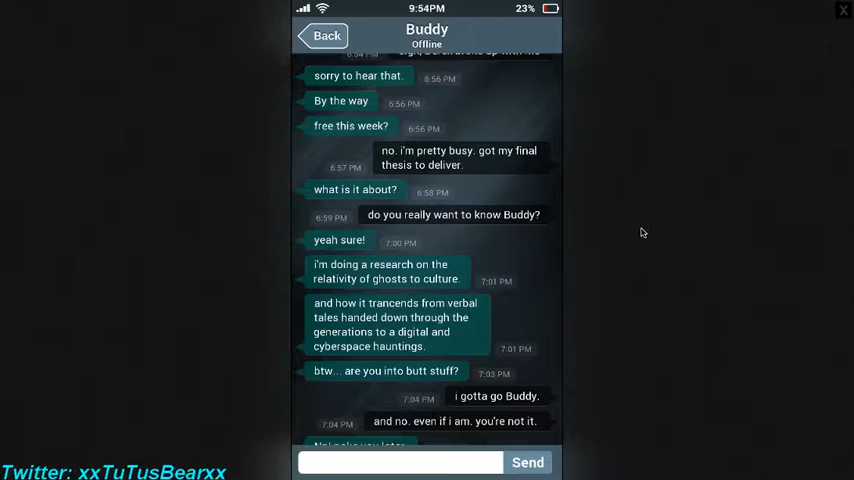 9:54PM
23%
X
Back
Buddy
Offline
6:54 PM
sorry to hear that.
6:56 PM
By the way
6:56 PM
free this week?
6:56 PM
no. i'm pretty busy. got my final
thesis to deliver.
6:57 PM
what is it about?
6:58 PM
do you really want to know Buddy?
6:59 PM
yeah sure!
7:00 PM
i'm doing a research on the
relativity of ghosts to culture.
7:01 PM
and how it trancends from verbal
tales handed down through the
generations to a digital and
cyberspace hauntings.
7:01 PM
btw... are you into butt stuff?
7:03 PM
i gotta go Buddy.
7:04 PM
and no. even if i am. you're not it.
7:04 PM
Send
Twitter: xxTuTusBearxx